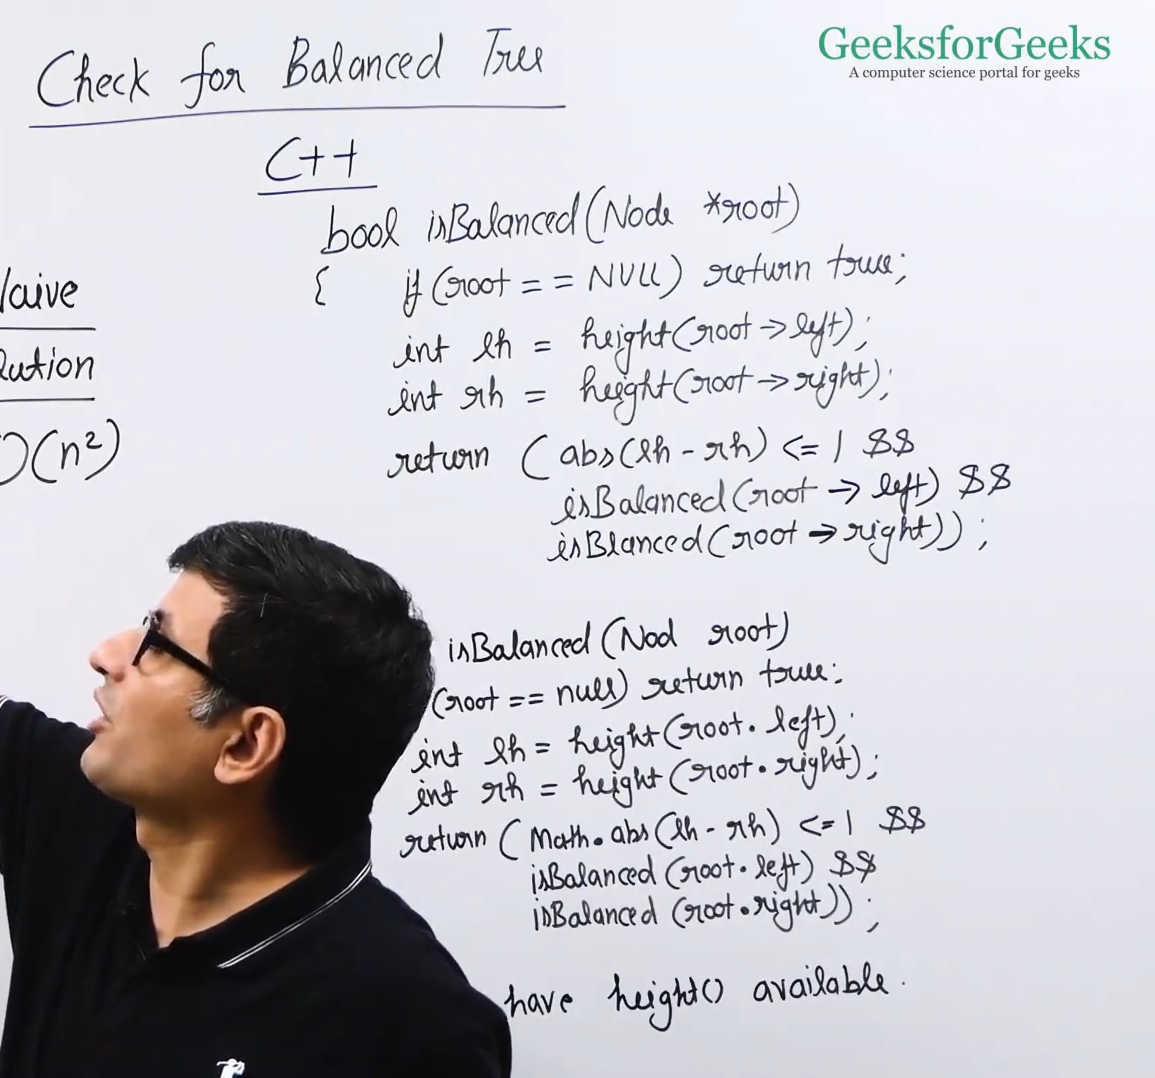 GeeksforGeeks
A computer science portal for geeks
Check for Balanced Tree
C++
bool isBalanced(Node *root)
{ if (root == NULL) return true;
int lh = height(root->left);
int rh = height(root->right);
return (abs(lh - rh) <= 1 &&
isBalanced(root -> left) &&
isBlanced(root -> right));
laive
lution
O(n²)
isBalanced(Nod root)
(root == null) return true;
int lh = height(root.left);
int rh = height(root.right);
return (Math.abs(lh - rh) <= 1 &&
isBalanced(root.left) &&
isBalanced(root.right));
have height() available.